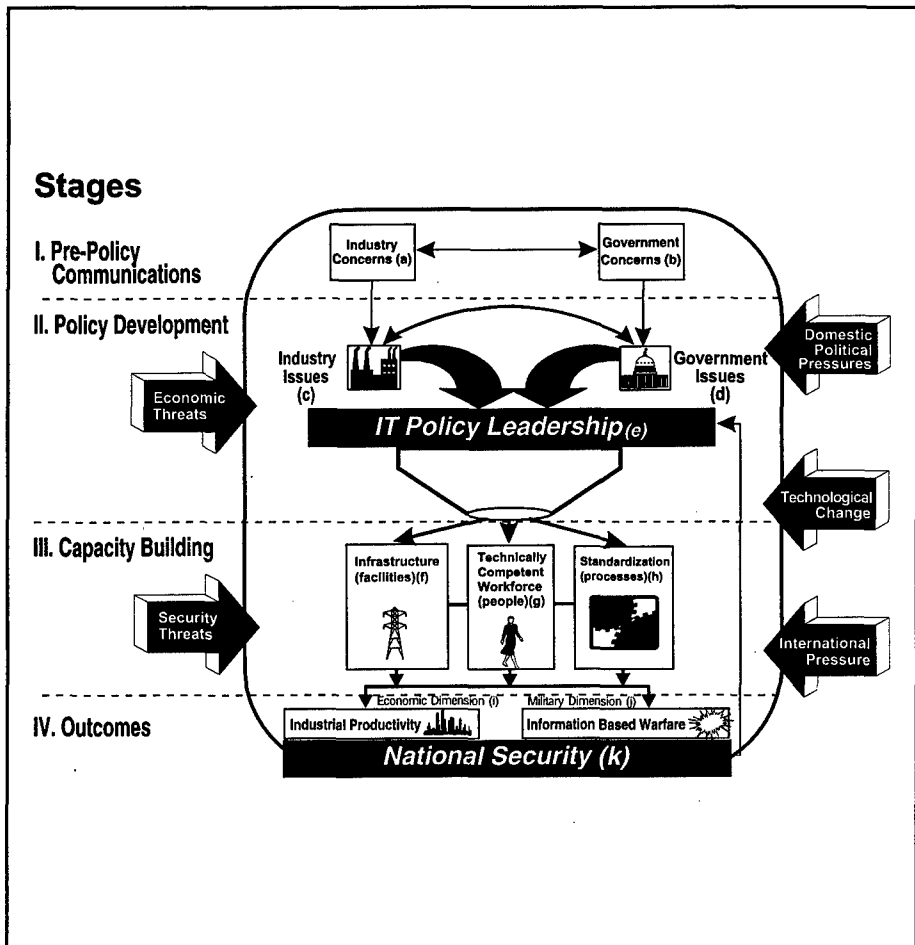 Stages
I. Pre-Policy
Communications
Industry
Concerns (a)
Government
Concerns (b)
II. Policy Development
Industry
Issues
(c)
Government
Issues
(d)
Domestic
Political
Pressures
Economic
Threats
IT Policy Leadership(e)
Technological
Change
III. Capacity Building
Infrastructure
(facilities)(f)
Technically
Competent
Workforce
(people)(g)
Standardization
(processes)(h)
Security
Threats
International
Pressure
IV. Outcomes
Economic Dimension (i)
Military Dimension (j)
Industrial Productivity
Information Based Warfare
National Security (k)